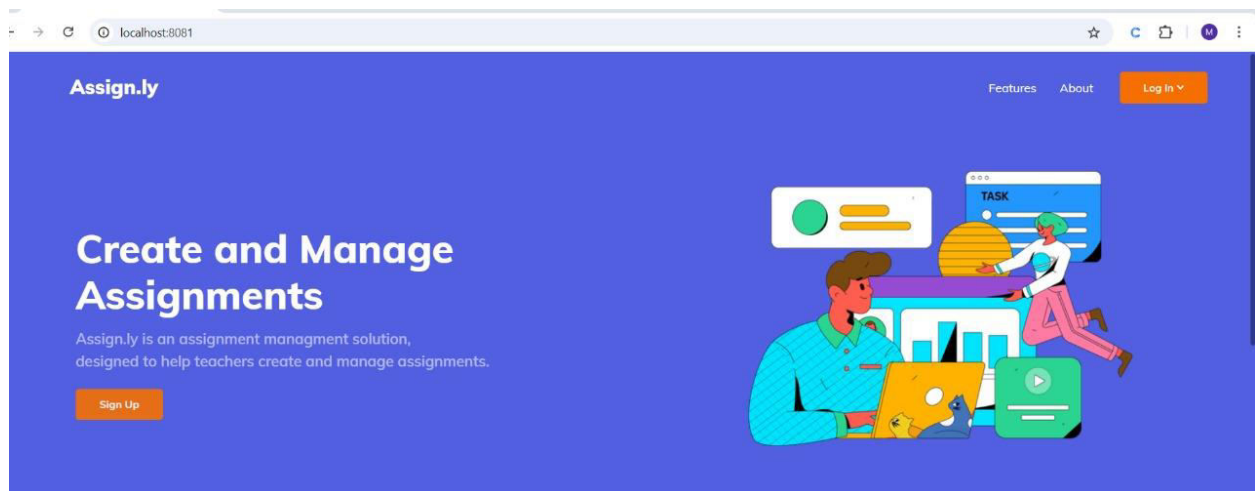 localhost:8081
Assign.ly
Features About Log In
TASK
Create and Manage
Assignments
Assign.ly is an assignment managment solution,
designed to help teachers create and manage assignments.
Sign Up
C
M